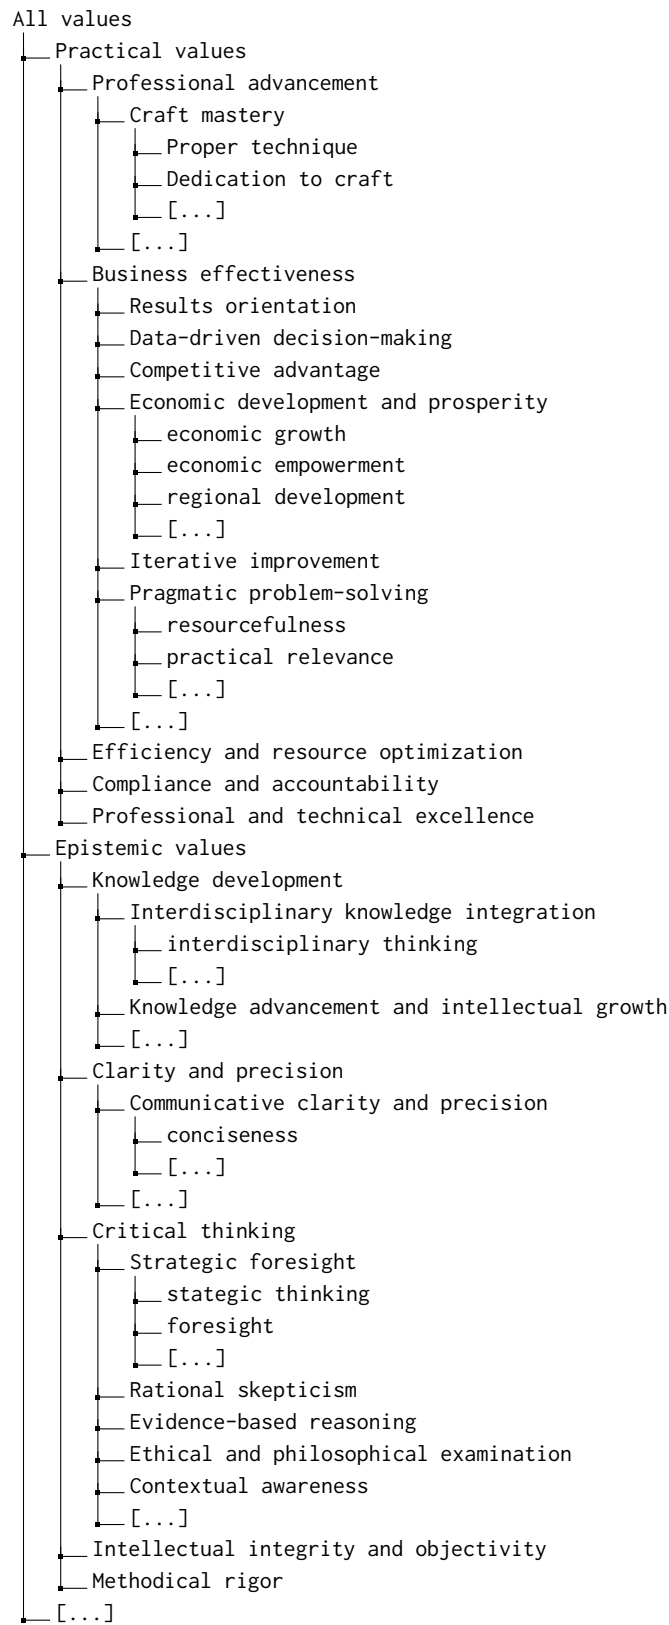 All values
Practical values
Professional advancement
Craft mastery
Proper technique
Dedication to craft
[...]
[...]
Business effectiveness
Results orientation
Data-driven decision-making
Competitive advantage
Economic development and prosperity
economic growth
economic empowerment
regional development
[...]
Iterative improvement
Pragmatic problem-solving
resourcefulness
practical relevance
[...]
[...]
Efficiency and resource optimization
Compliance and accountability
Professional and technical excellence
Epistemic values
Knowledge development
Interdisciplinary knowledge integration
interdisciplinary thinking
[...]
Knowledge advancement and intellectual growth
[...]
Clarity and precision
Communicative clarity and precision
conciseness
[...]
[...]
Critical thinking
Strategic foresight
stategic thinking
foresight
[...]
Rational skepticism
Evidence-based reasoning
Ethical and philosophical examination
Contextual awareness
[...]
Intellectual integrity and objectivity
Methodical rigor
[...]